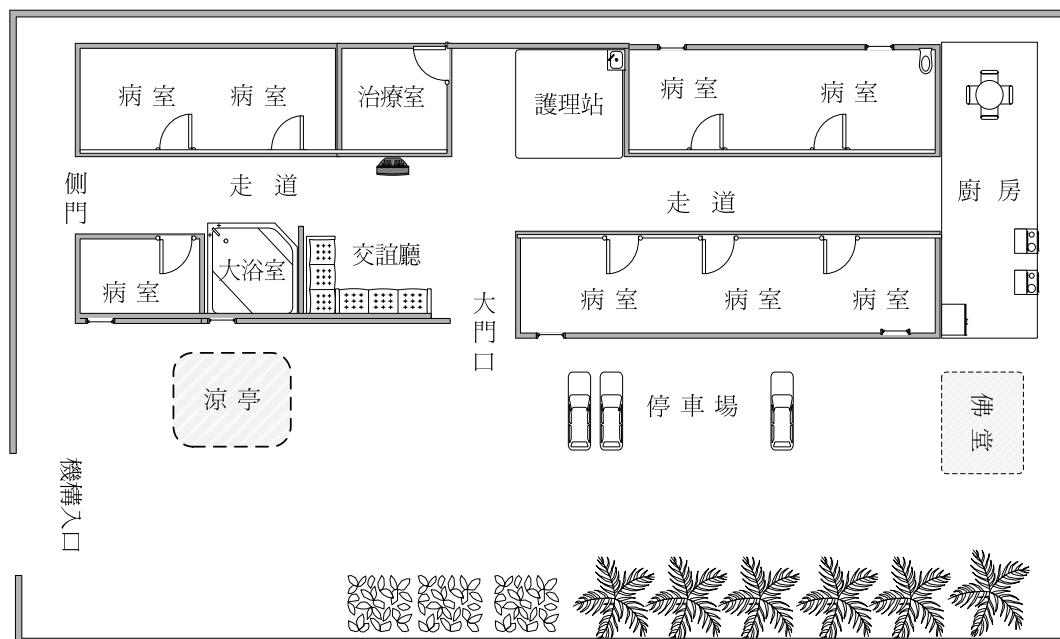 病室
病室
治療室
護理站
病室
病室
側門
走道
走道
廚房
病室
大浴室
交誼廳
大門口
病室
病室
病室
涼亭
停車場
佛堂
機構入口